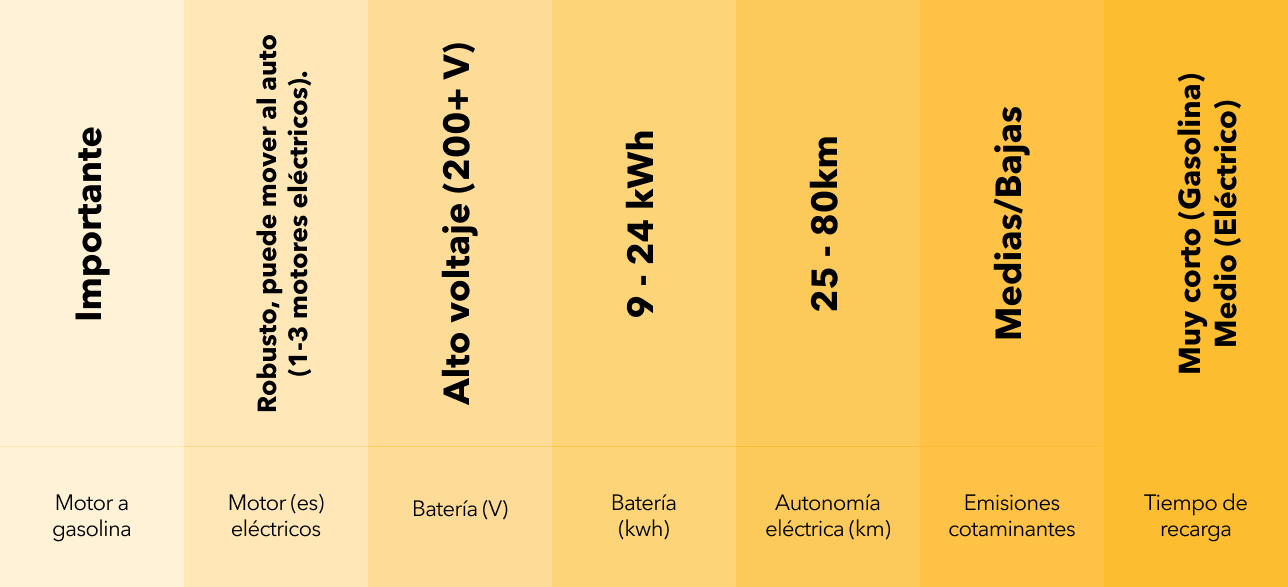 Importante
Robusto, puede mover al auto
(1-3 motores eléctricos).
Alto voltaje (200+ V)
9 - 24 kWh
25 - 80km
Medias/Bajas
Muy corto (Gasolina)
Medio (Eléctrico)
Motor a
gasolina
Motor (es)
eléctricos
Batería (V)
Batería
(kwh)
Autonomía
eléctrica (km)
Emisiones
cotaminantes
Tiempo de
recarga